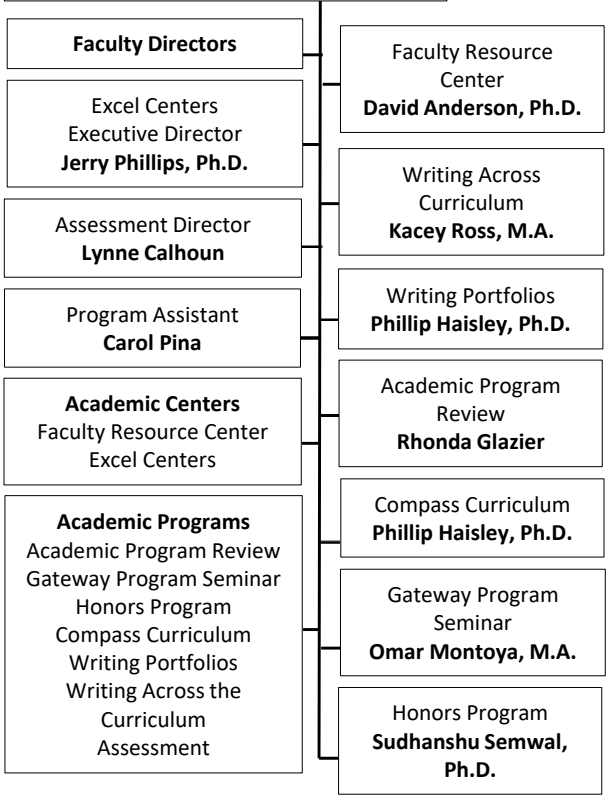 Faculty Directors
Excel Centers
Executive Director
Jerry Phillips, Ph.D.
Assessment Director
Lynne Calhoun
Program Assistant
Carol Pina
Academic Centers
Faculty Resource Center
Excel Centers
Academic Programs
Academic Program Review
Gateway Program Seminar
Honors Program
Compass Curriculum
Writing Portfolios
Writing Across the
Curriculum
Assessment
Faculty Resource
Center
David Anderson, Ph.D.
Writing Across
Curriculum
Kacey Ross, M.A.
Writing Portfolios
Phillip Haisley, Ph.D.
Academic Program
Review
Rhonda Glazier
Compass Curriculum
Phillip Haisley, Ph.D.
Gateway Program
Seminar
Omar Montoya, M.A.
Honors Program
Sudhanshu Semwal,
Ph.D.